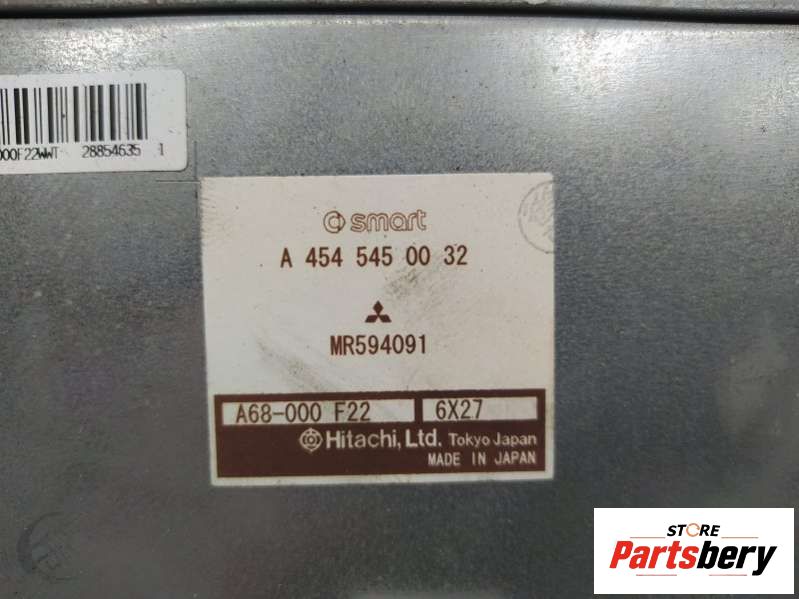 000F22WWT 28854635 1
smart
A 454 545 00 32
MR594091
A68-000 F22 6X27
Hitachi, Ltd. Tokyo Japan
MADE IN JAPAN
STORE
Partsbery